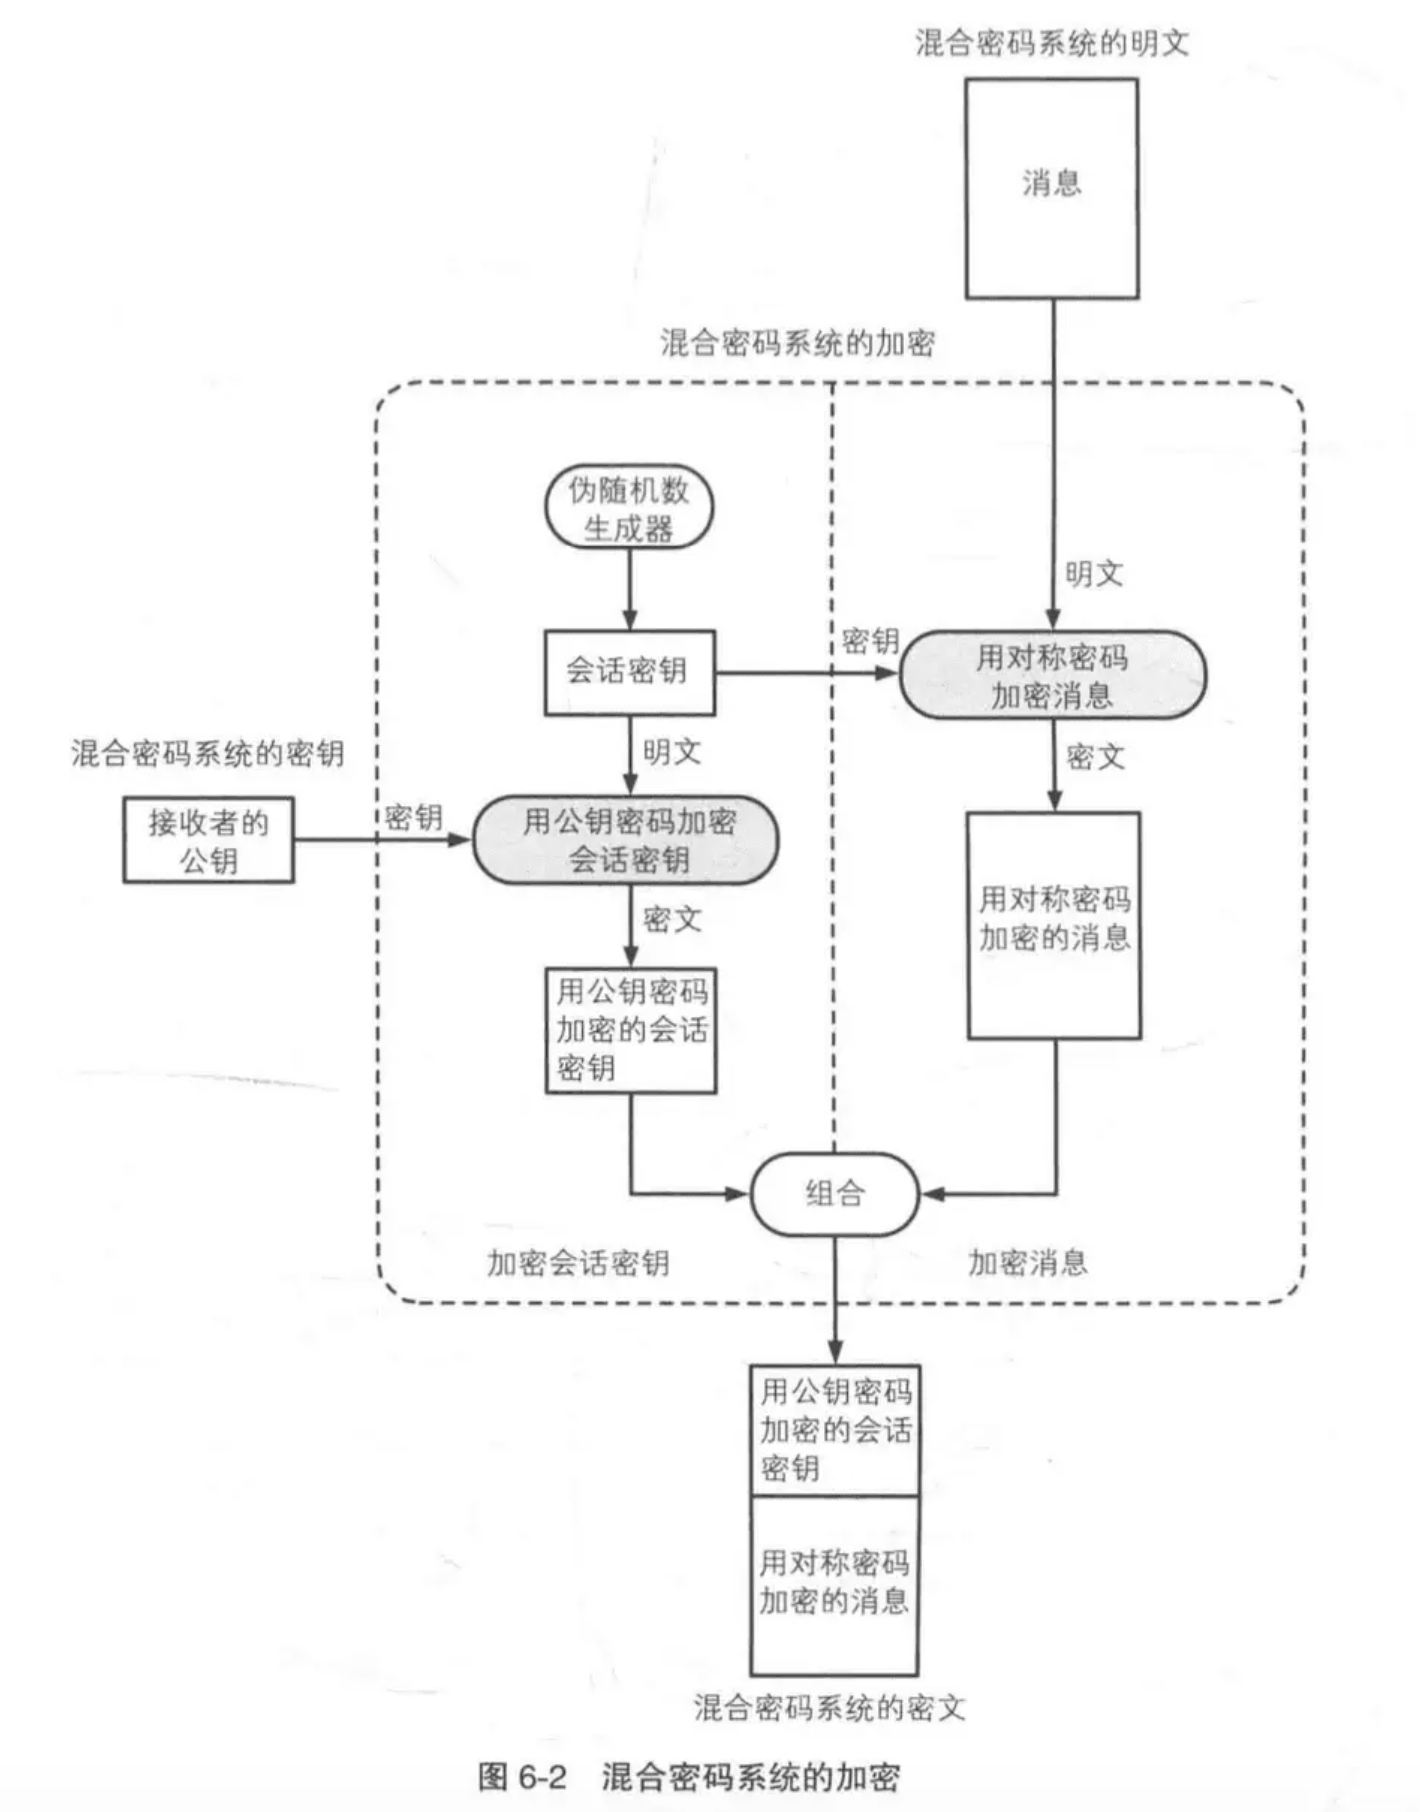 混合密码系统的明文
消息
混合密码系统的加密
伪随机数
生成器
明文
会话密钥
密钥
用对称密码
加密消息
混合密码系统的密钥
明文
密文
接收者的
公钥
密钥
用公钥密码加密
会话密钥
密文
用对称密码
加密的消息
用公钥密码
加密的会话
密钥
组合
加密会话密钥
加密消息
用公钥密码
加密的会话
密钥
用对称密码
加密的消息
混合密码系统的密文
图 6-2 混合密码系统的加密